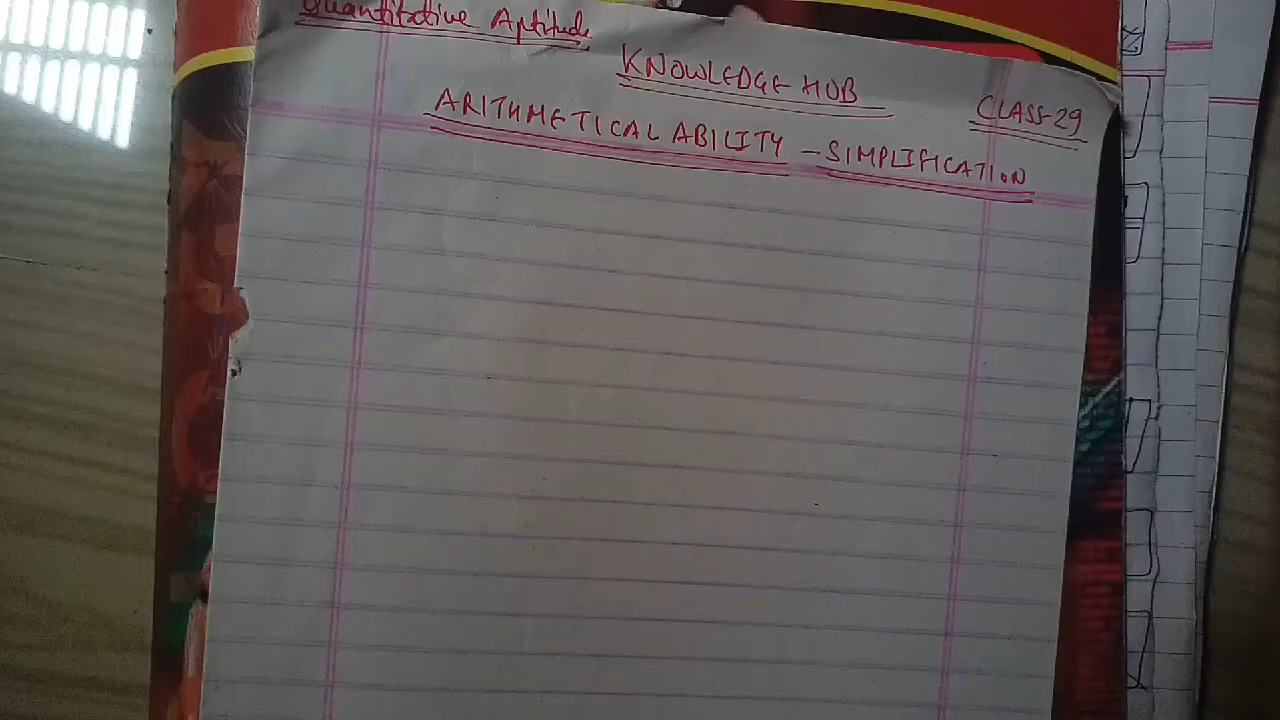 Quantitative Aptitude
KNOWLEDGE HUB
CLASS-29
ARITHMETICAL ABILITY - SIMPLIFICATION